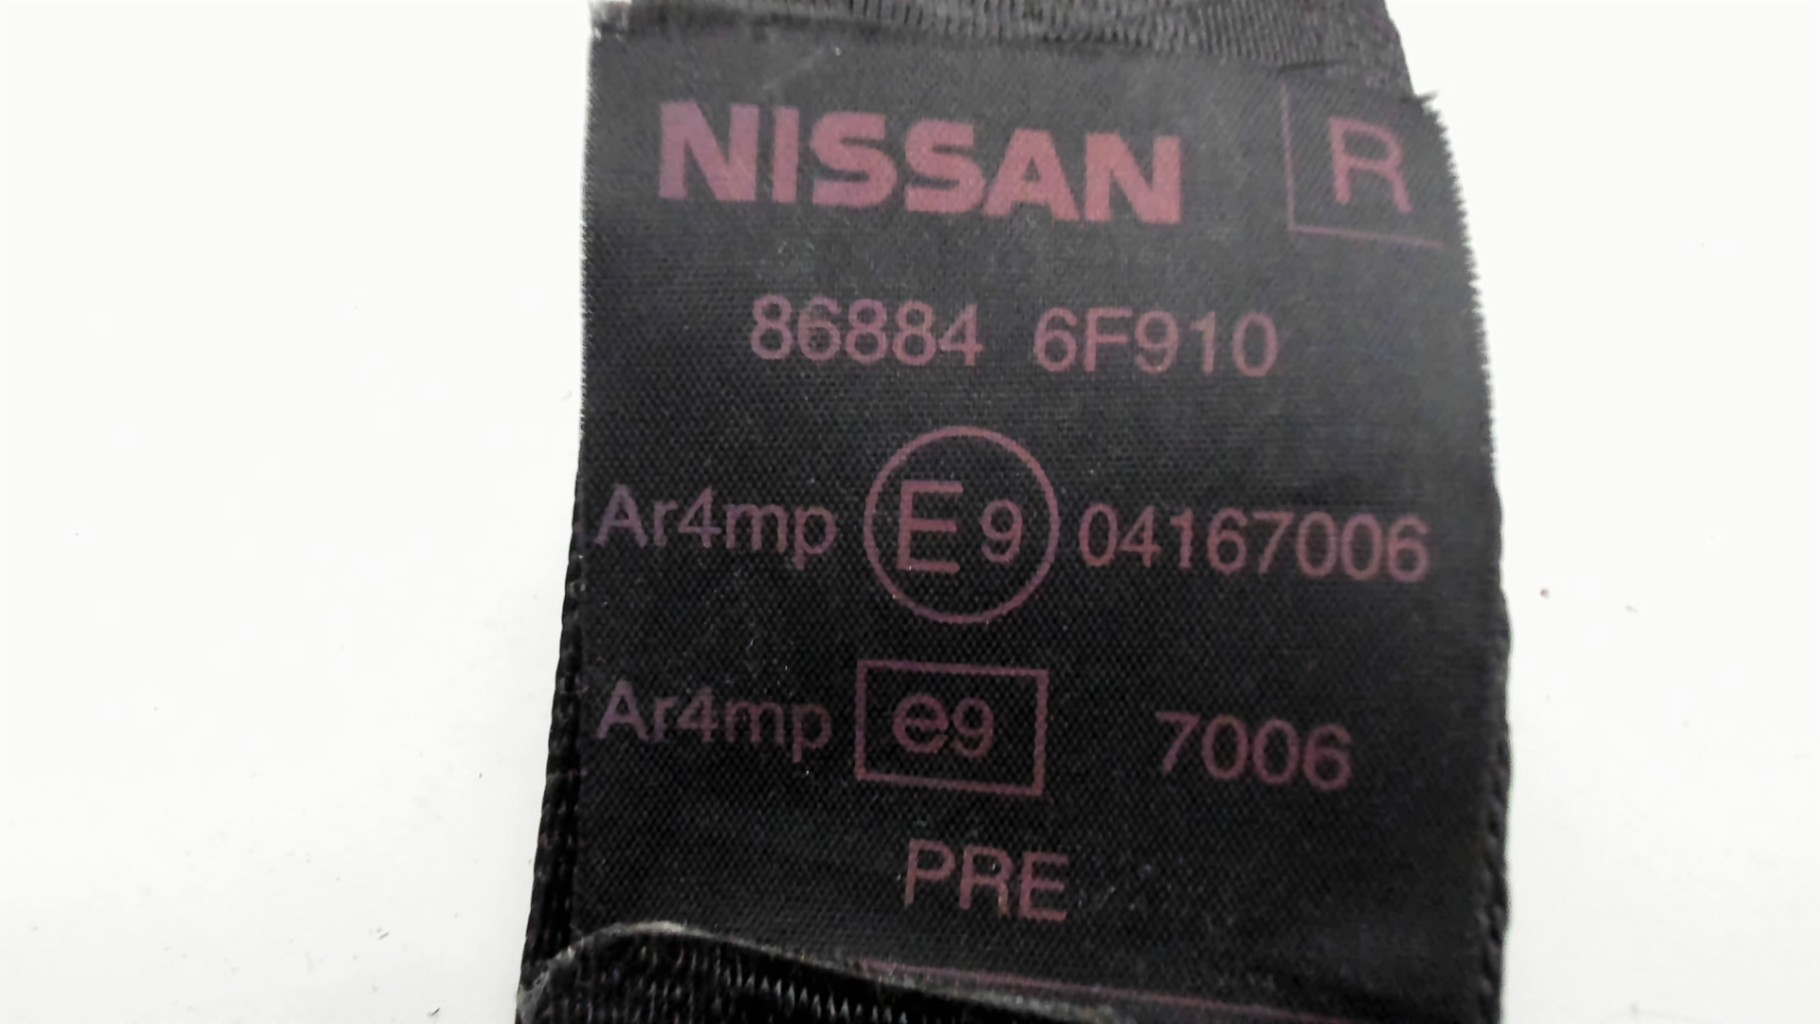 NISSAN R
86884 6F910
Ar4mp E9 04167006
Ar4mp e9 7006
PRE